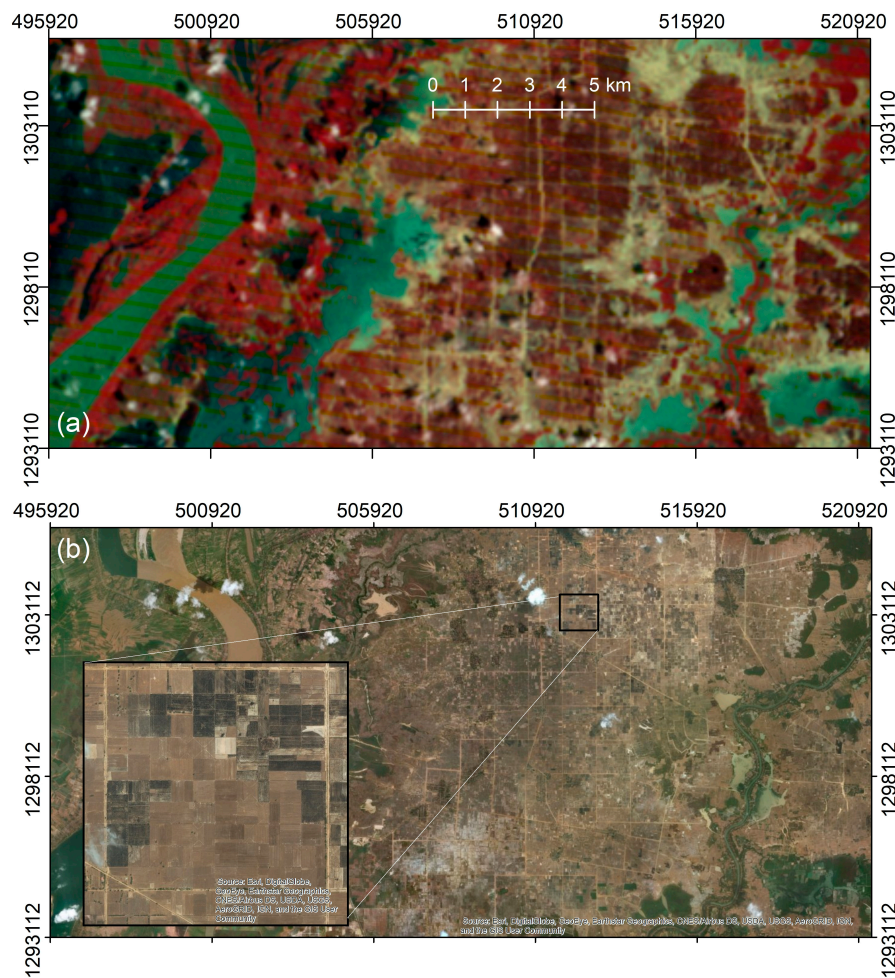 495920 500920 505920 510920 515920 520920
0 1 2 3 4 5 km
1303110 1303110
1298110 1298110
(a)
1293110 1293110
495920 500920 505920 510920 515920 520920
(b)
1303112 1303112
1298112 1298112
Source: Esri, DigitalGlobe,
GeoEye, Earthstar Geographics,
CNES/Airbus DS, USDA, USGS,
AeroGRID, IGN, and the GIS User
Community
Source: Esri, DigitalGlobe, GeoEye, Earthstar Geographics, CNES/Airbus DS, USDA, USGS, AeroGRID, IGN,
and the GIS User Community
1293112 1293112